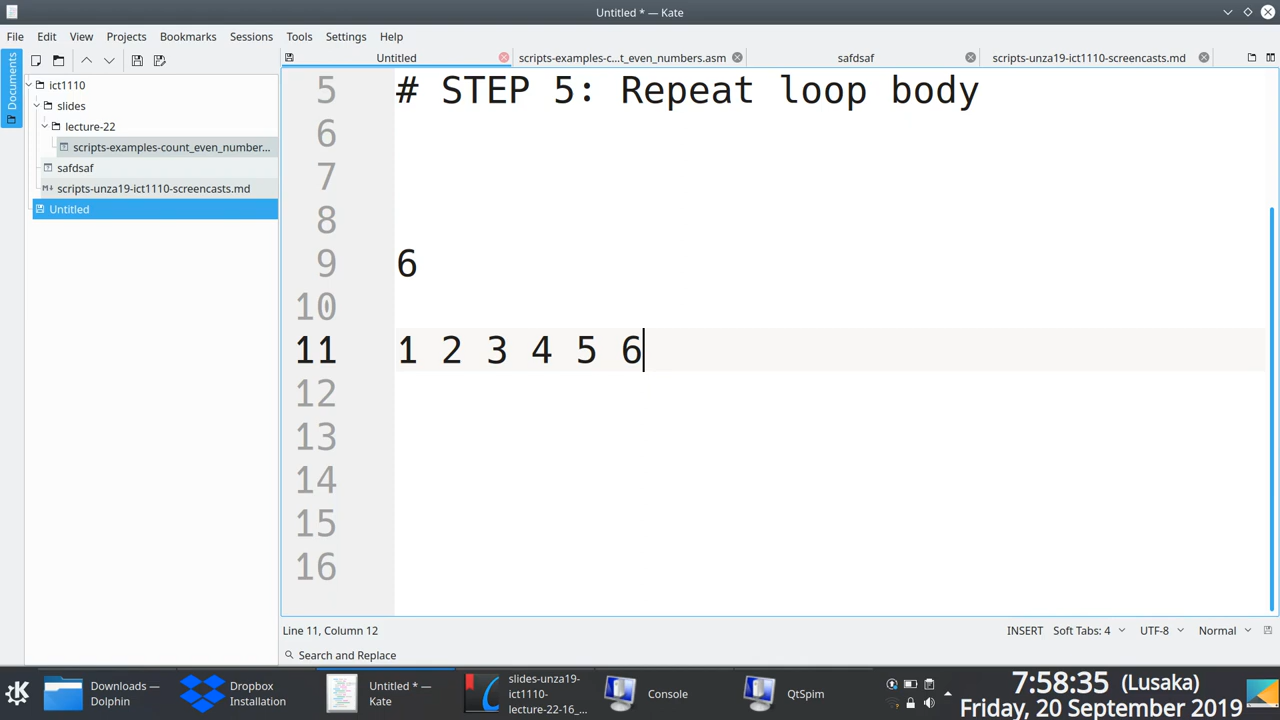 Untitled * — Kate
File Edit View Projects Bookmarks Sessions Tools Settings Help
Documents
Untitled
scripts-examples-c...t_even_numbers.asm
safdsaf
scripts-unza19-ict1110-screencasts.md
ict1110
slides
lecture-22
scripts-examples-count_even_number...
safdsaf
scripts-unza19-ict1110-screencasts.md
Untitled
5 # STEP 5: Repeat loop body
6
7
8
9 6
10
11 1 2 3 4 5 6
12
13
14
15
16
Line 11, Column 12
INSERT Soft Tabs: 4 UTF-8 Normal
Search and Replace
Downloads — Dolphin
Dropbox Installation
Untitled * — Kate
slides-unza19-ict1110-lecture-22-16_...
Console
QtSpim
7:58:35 (Lusaka)
Friday, 20 September 2019